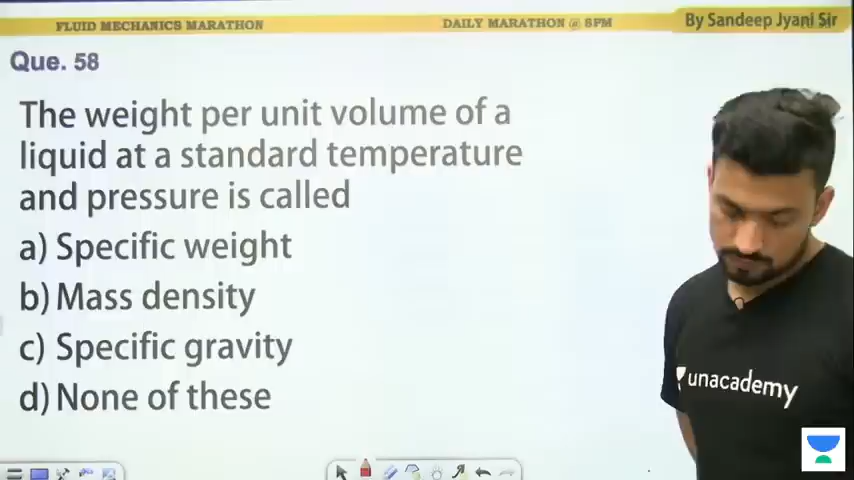 FLUID MECHANICS MARATHON
DAILY MARATHON @ 8PM
By Sandeep Jyani Sir
Que. 58
The weight per unit volume of a
liquid at a standard temperature
and pressure is called
a) Specific weight
b) Mass density
c) Specific gravity
d) None of these
unacademy